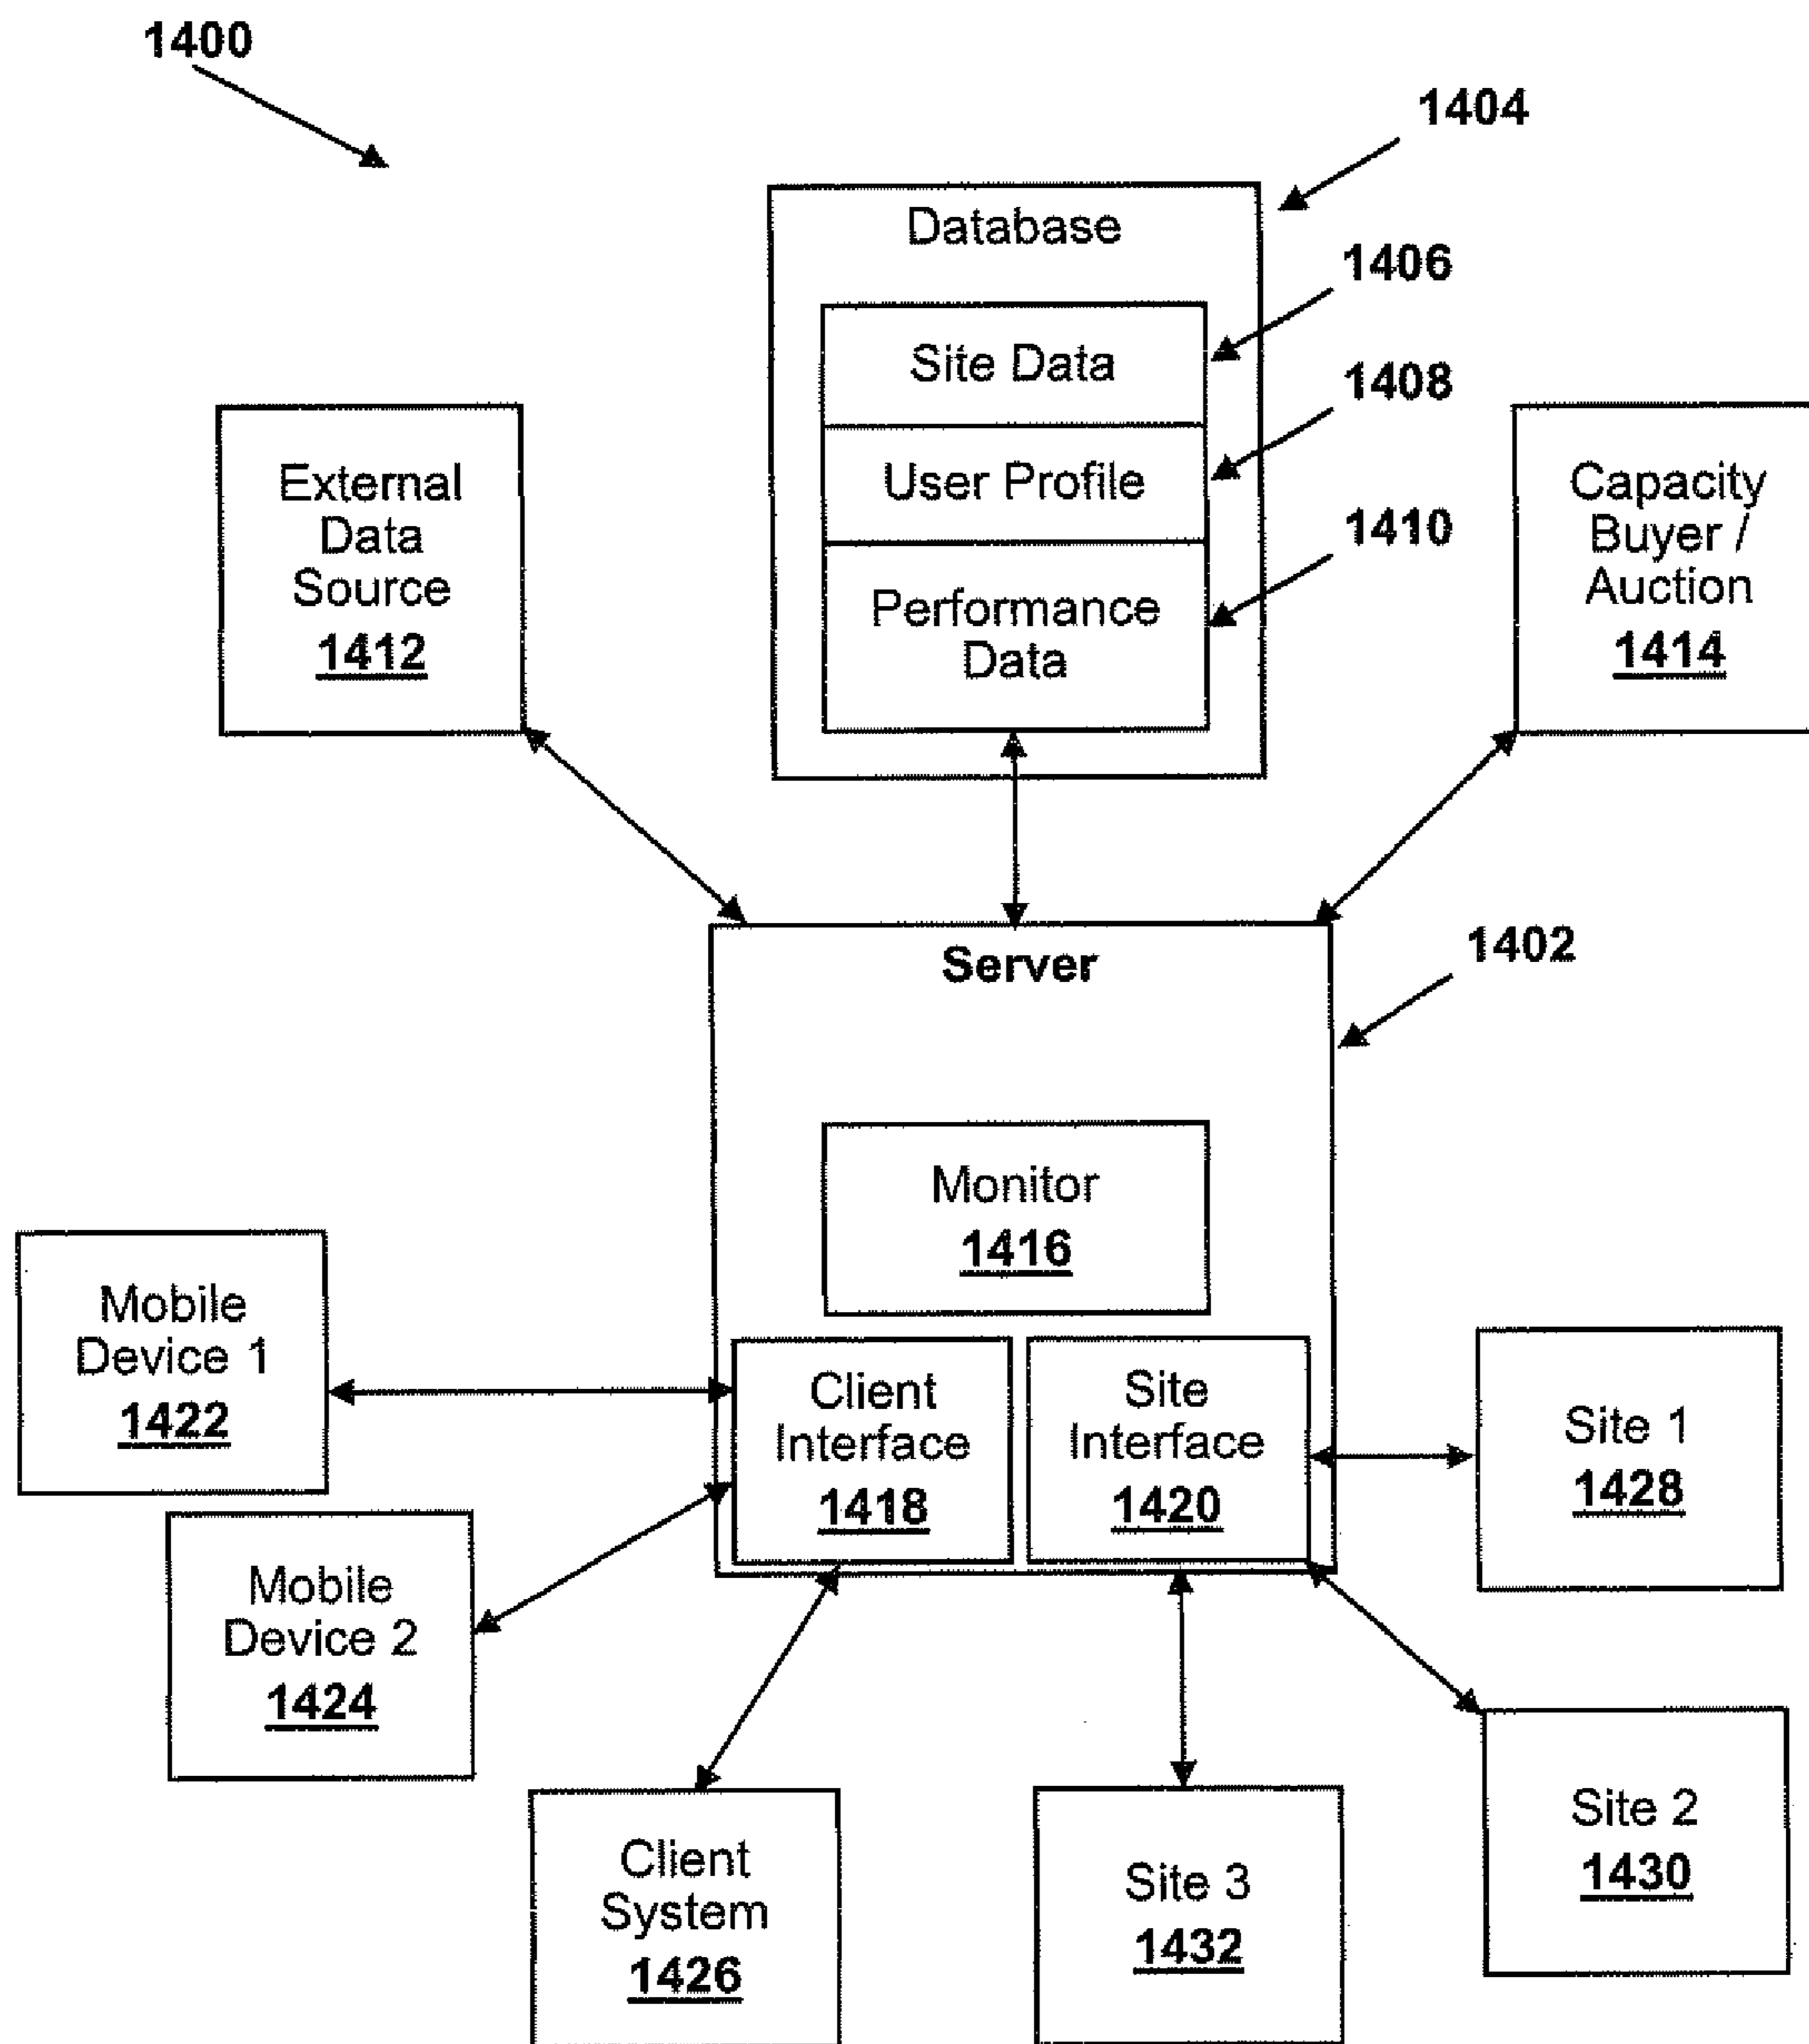 1400
1404
Database
1406
Site Data
1408
User Profile
1410
Performance
Data
External
Data
Source
1412
Capacity
Buyer /
Auction
1414
1402
Server
Monitor
1416
Mobile
Device 1
1422
Client
Interface
1418
Site
Interface
1420
Site 1
1428
Mobile
Device 2
1424
Client
System
1426
Site 3
1432
Site 2
1430